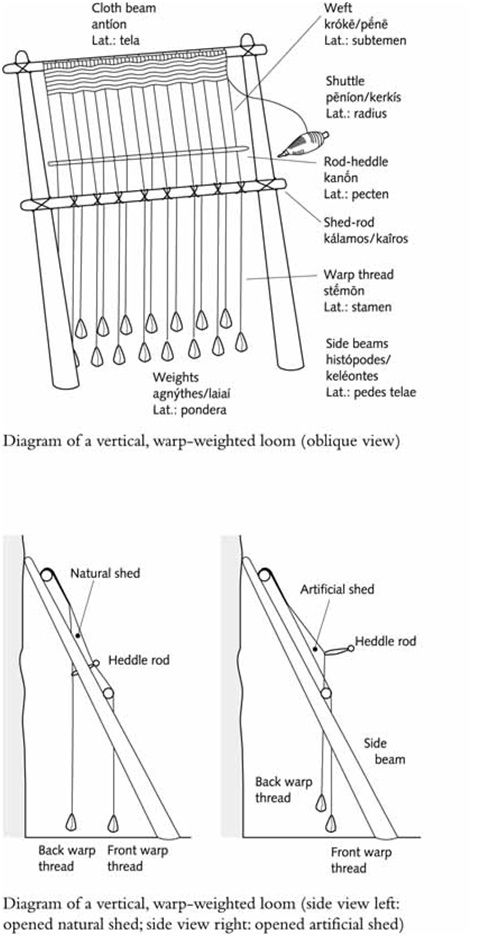 Cloth beam
antíon
Lat.: tela
Weft
krókē/pḗnē
Lat.: subtemen
Shuttle
pēníon/kerkís
Lat.: radius
Rod-heddle
kanṓn
Lat.: pecten
Shed-rod
kálamos/kaîros
Warp thread
stḗmōn
Lat.: stamen
Side beams
histópodes/
keléontes
Lat.: pedes telae
Weights
agnýthes/laiaí
Lat.: pondera
Diagram of a vertical, warp-weighted loom (oblique view)
Natural shed
Heddle rod
Back warp
thread
Front warp
thread
Artificial shed
Heddle rod
Side
beam
Back warp
thread
Front warp
thread
Diagram of a vertical, warp-weighted loom (side view left:
opened natural shed; side view right: opened artificial shed)